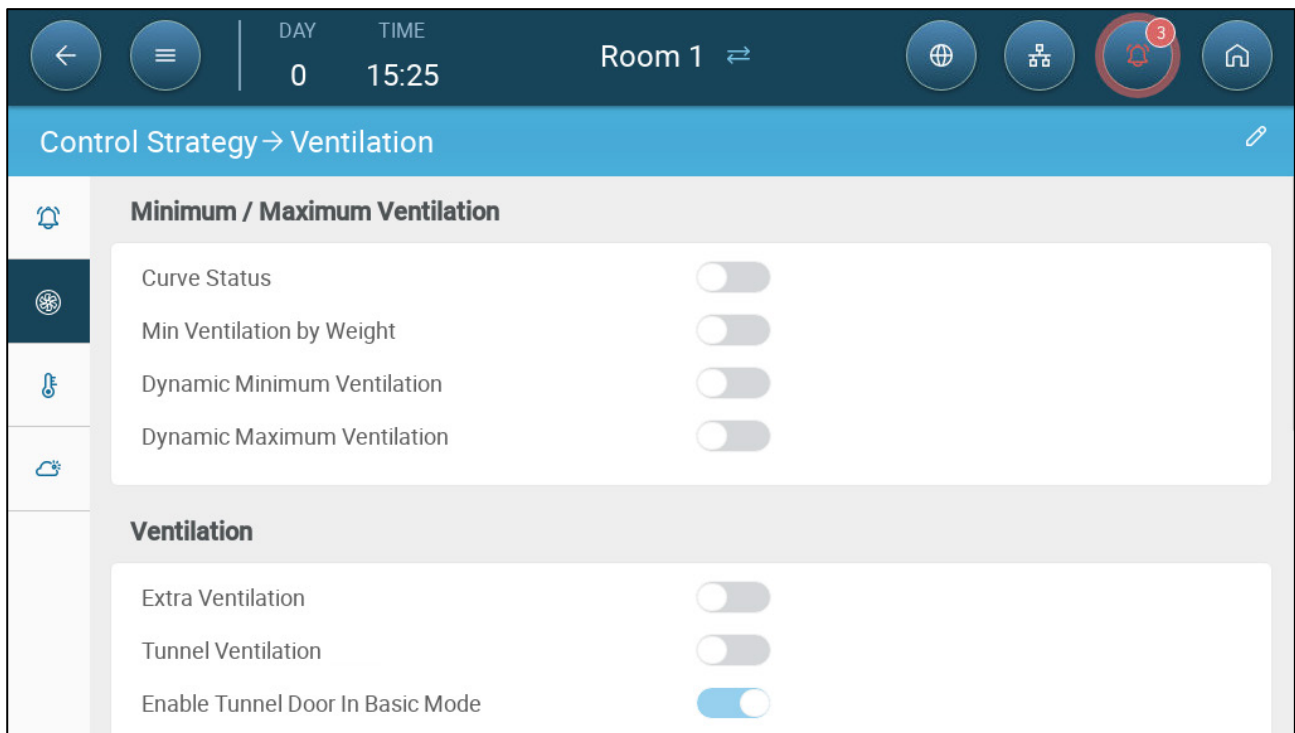 DAY TIME
0 15:25 Room 1
3
Control Strategy → Ventilation
Minimum / Maximum Ventilation
Curve Status
Min Ventilation by Weight
Dynamic Minimum Ventilation
Dynamic Maximum Ventilation
Ventilation
Extra Ventilation
Tunnel Ventilation
Enable Tunnel Door In Basic Mode